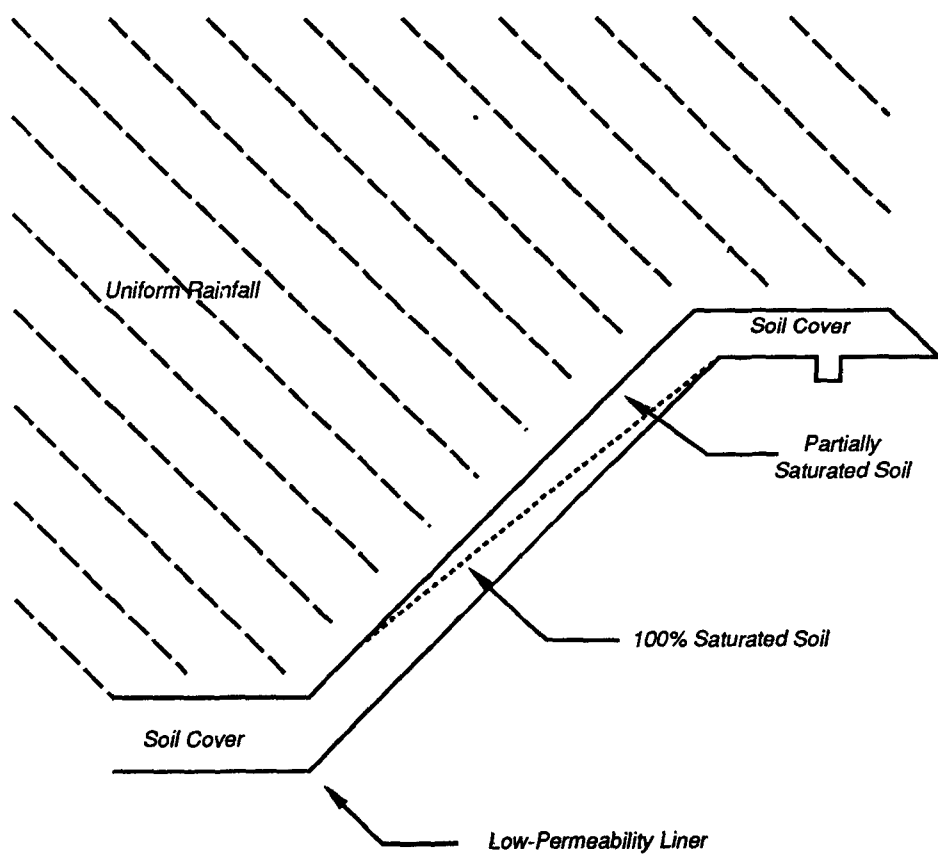 Uniform Rainfall
Soil Cover
Partially
Saturated Soil
100% Saturated Soil
Soil Cover
Low-Permeability Liner